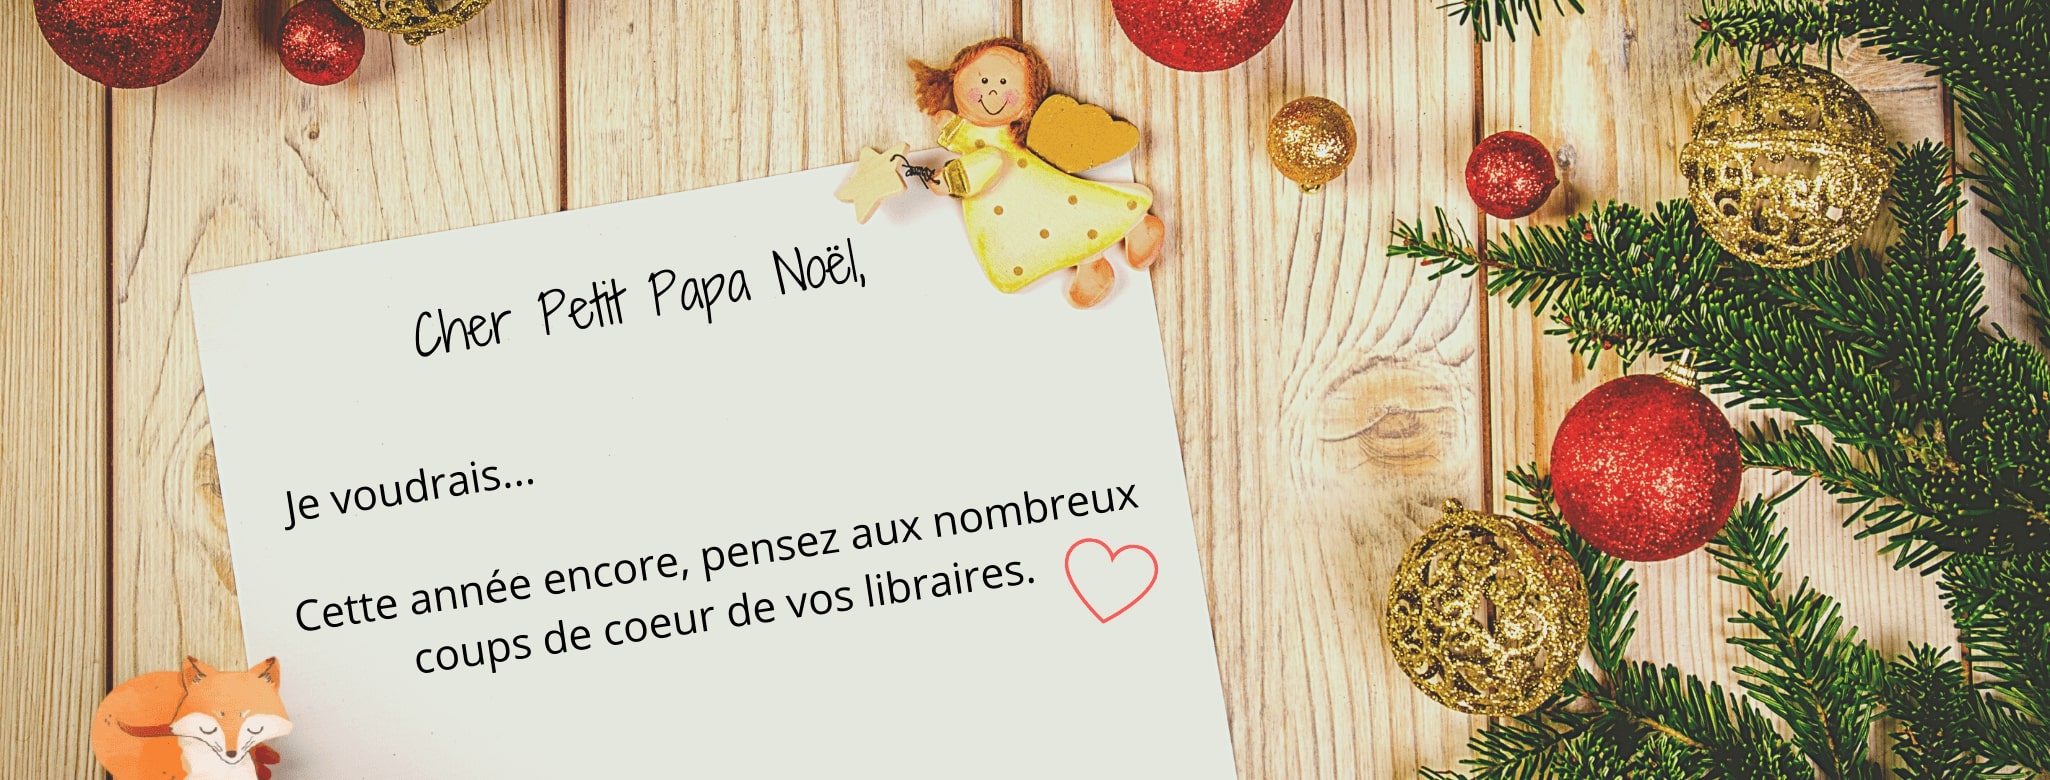 Cher Petit Papa Noël,
Je voudrais...
Cette année encore, pensez aux nombreux
coups de coeur de vos libraires.